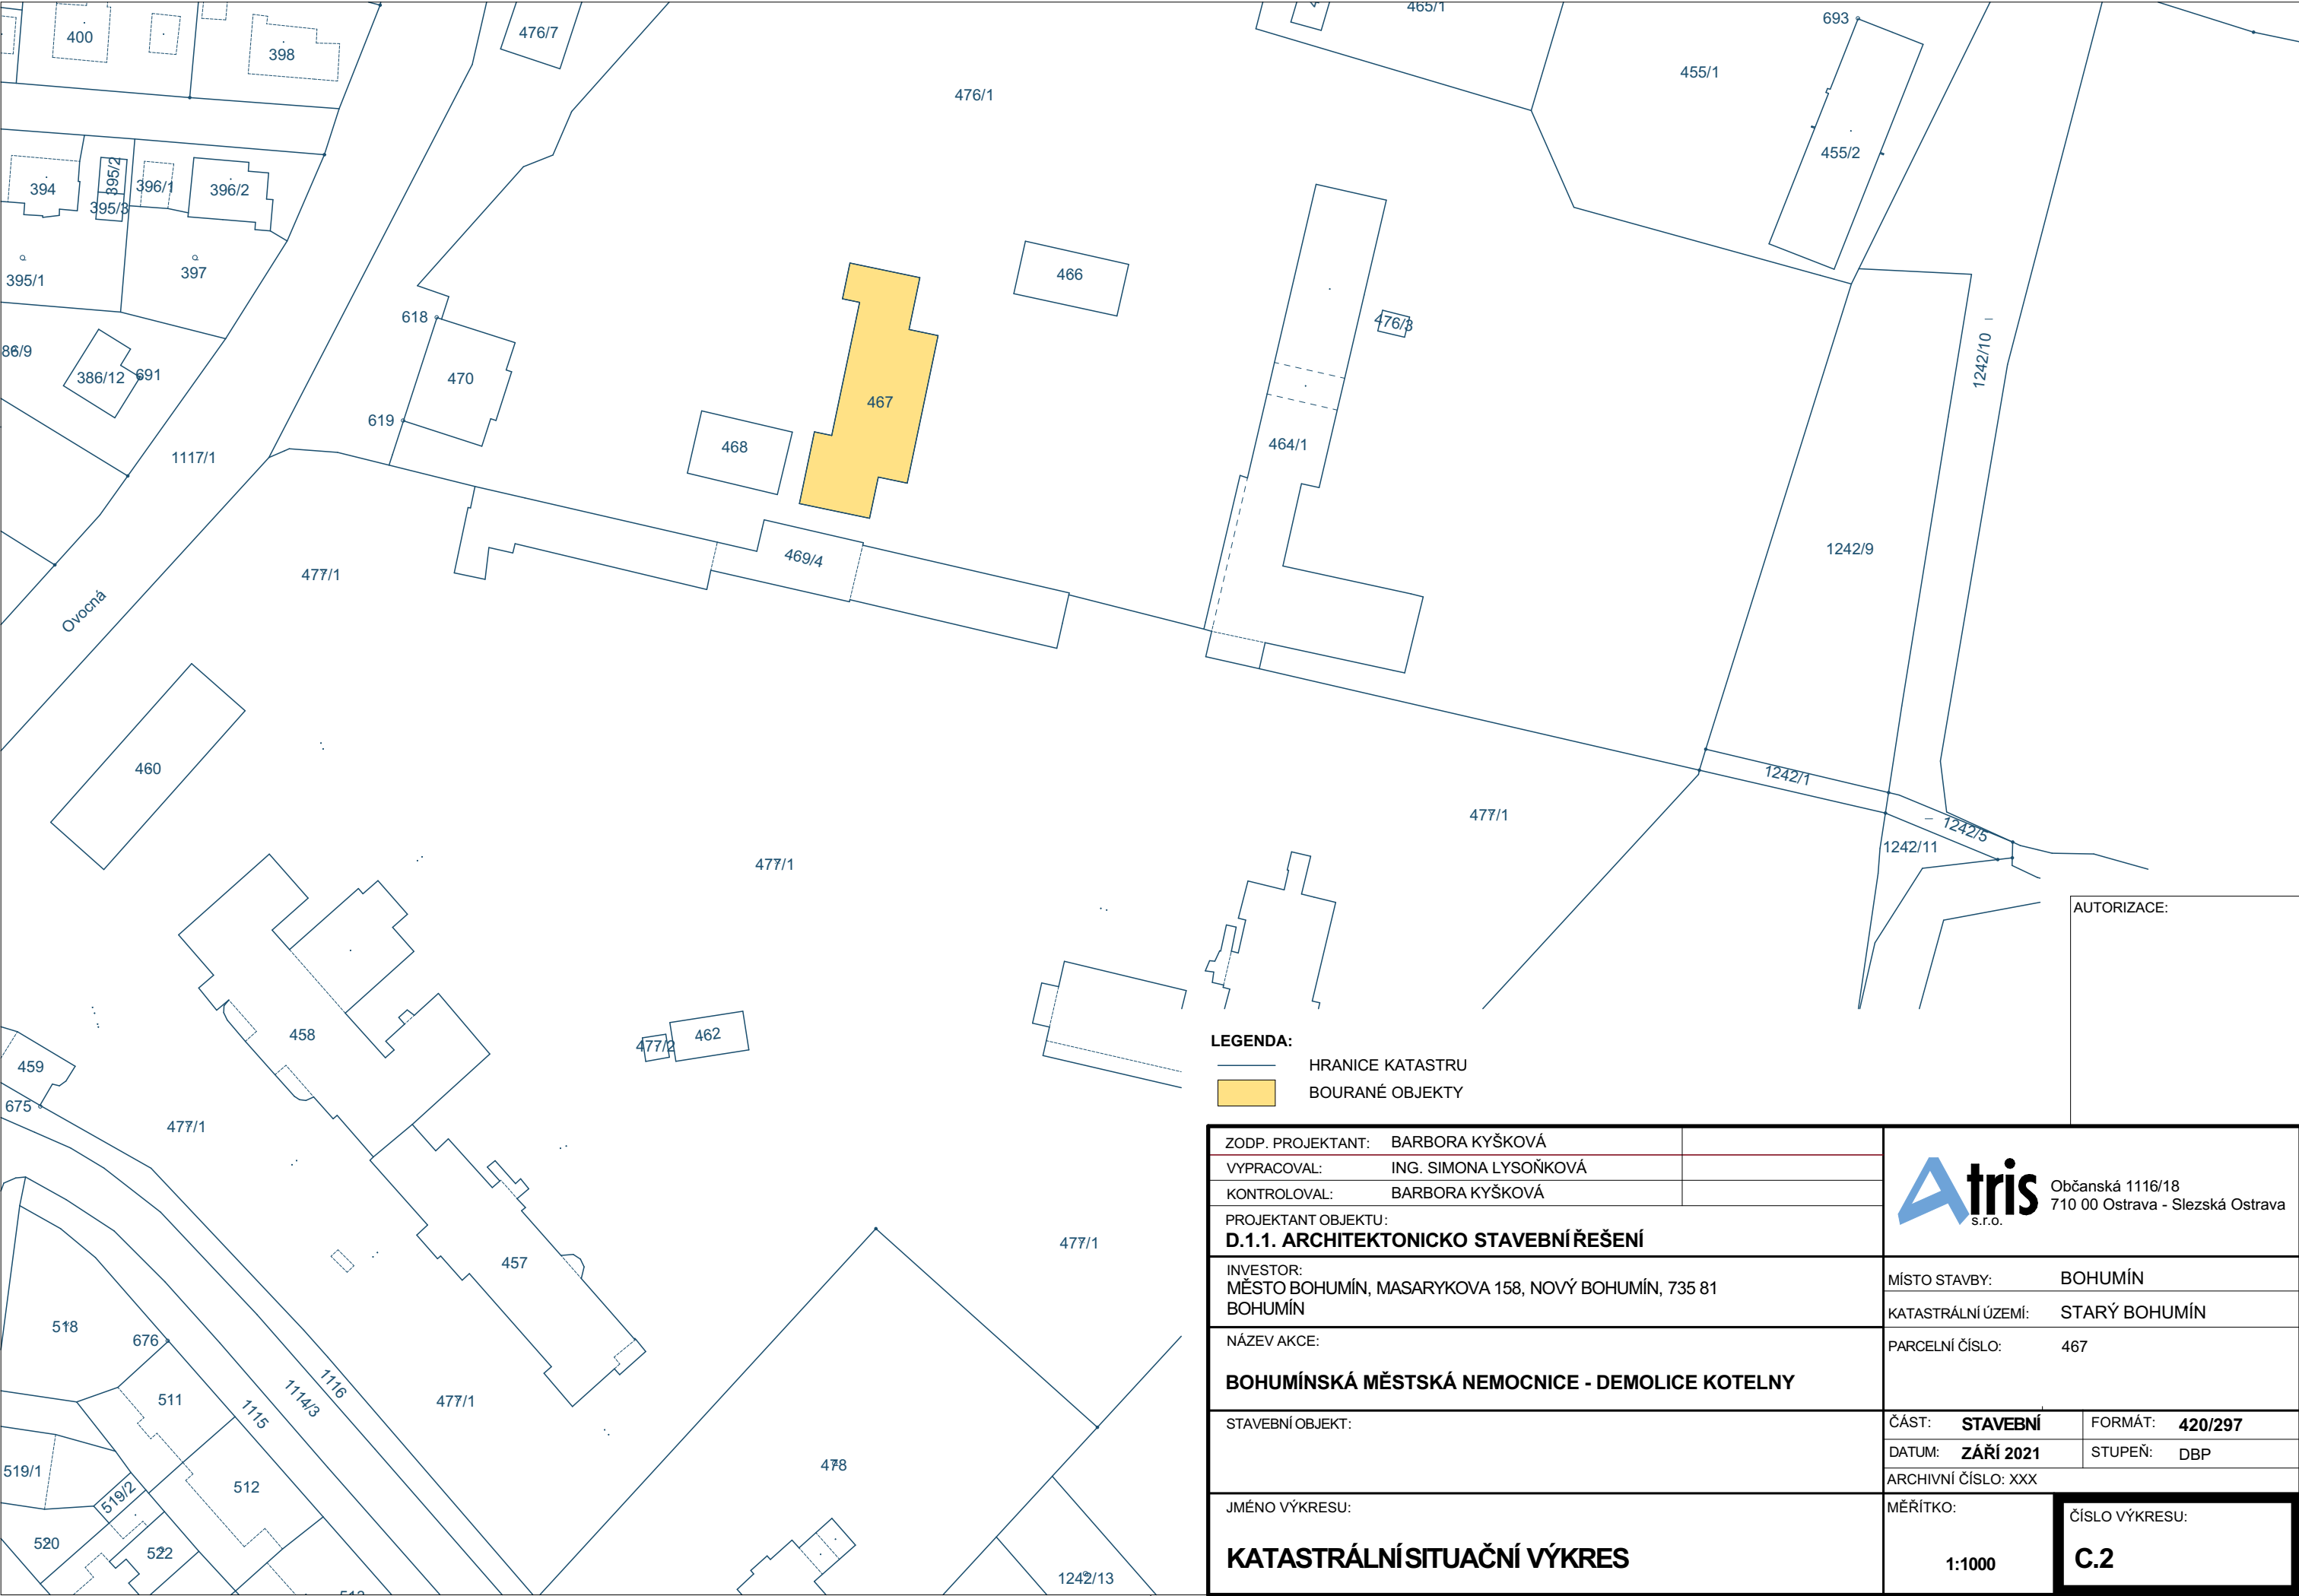 465/1
693
400
476/7
398
455/1
476/1
455/2
394
395/2
396/1
396/2
395/3
466
397
395/1
618
476/3
1242/10
86/9
386/12
691
470
467
619
468
464/1
1117/1
1242/9
469/4
477/1
Ovocná
460
1242/1
477/1
1242/5
1242/11
477/1
458
462
477/2
459
675
477/1
457
477/1
518
676
1116
1114/3
511
1115
477/1
478
519/1
512
519/2
520
522
1242/13
AUTORIZACE:
LEGENDA:
HRANICE KATASTRU
BOURANÉ OBJEKTY
ZODP. PROJEKTANT: BARBORA KYŠKOVÁ
VYPRACOVAL: ING. SIMONA LYSOŇKOVÁ
KONTROLOVAL: BARBORA KYŠKOVÁ
PROJEKTANT OBJEKTU:
D.1.1. ARCHITEKTONICKO STAVEBNÍ ŘEŠENÍ
Atris
s.r.o.
Občanská 1116/18
710 00 Ostrava - Slezská Ostrava
INVESTOR:
MĚSTO BOHUMÍN, MASARYKOVA 158, NOVÝ BOHUMÍN, 735 81
BOHUMÍN
MÍSTO STAVBY: BOHUMÍN
KATASTRÁLNÍ ÚZEMÍ: STARÝ BOHUMÍN
NÁZEV AKCE:
BOHUMÍNSKÁ MĚSTSKÁ NEMOCNICE - DEMOLICE KOTELNY
PARCELNÍ ČÍSLO: 467
STAVEBNÍ OBJEKT:
ČÁST: STAVEBNÍ
FORMÁT: 420/297
DATUM: ZÁŘÍ 2021
STUPEŇ: DBP
ARCHIVNÍ ČÍSLO: XXX
JMÉNO VÝKRESU:
KATASTRÁLNÍ SITUAČNÍ VÝKRES
MĚŘÍTKO:
1:1000
ČÍSLO VÝKRESU:
C.2